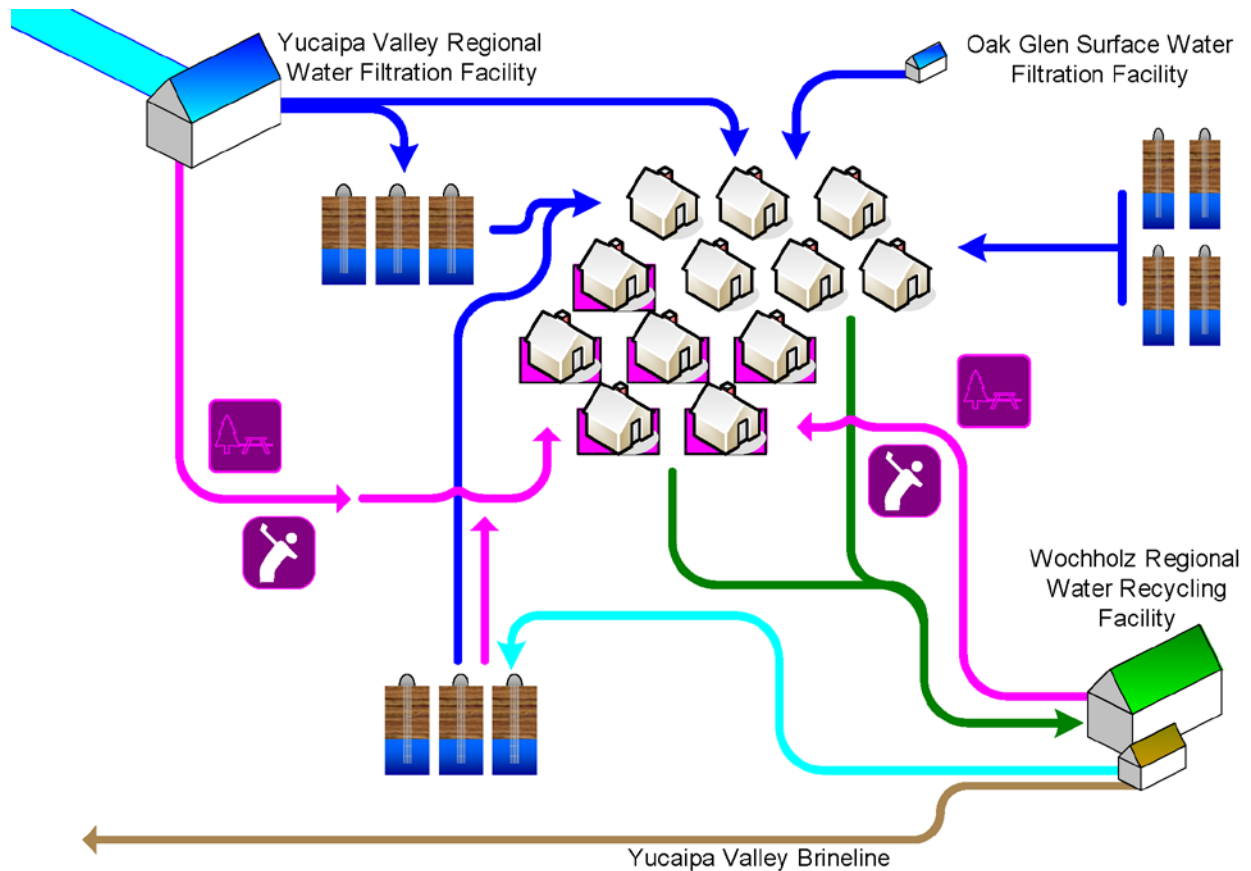 Yucaipa Valley Regional
Water Filtration Facility
Oak Glen Surface Water
Filtration Facility
Wochholz Regional
Water Recycling
Facility
Yucaipa Valley Brineline